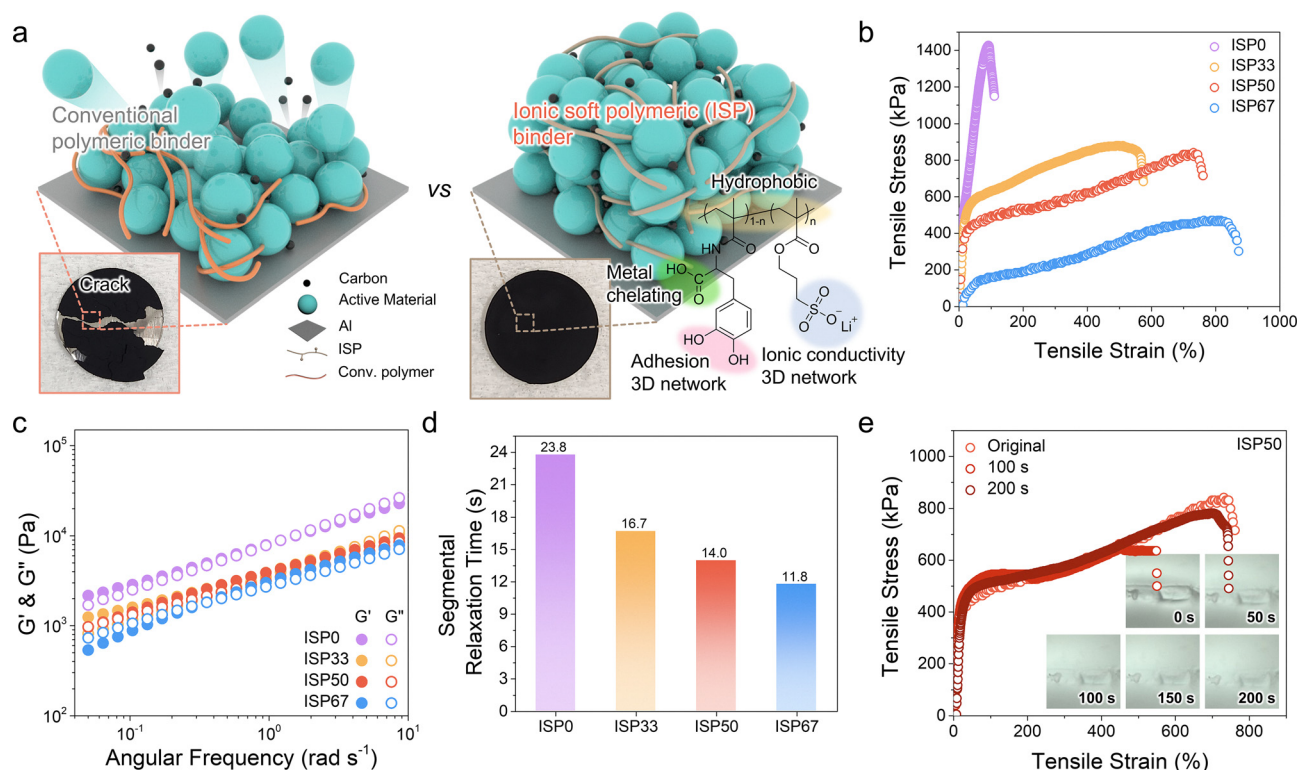 a
Conventional
polymeric binder
Crack
Carbon
Active Material
Al
ISP
Conv. polymer
vs
Ionic soft polymeric (ISP)
binder
Hydrophobic
1-n
n
O
NH
O
O
HO
O
Metal
chelating
O
S
O
O⁻
Li⁺
HO
OH
Adhesion
3D network
Ionic conductivity
3D network
b
Tensile Stress (kPa)
1400
1200
1000
800
600
400
200
0
ISP0
ISP33
ISP50
ISP67
0 200 400 600 800 1000
Tensile Strain (%)
c
G' & G" (Pa)
10⁵
10⁴
10³
10²
G' G"
ISP0
ISP33
ISP50
ISP67
10⁻¹ 10⁰ 10¹
Angular Frequency (rad s⁻¹)
d
Segmental
Relaxation Time (s)
24
21
18
15
12
9
6
3
0
23.8
16.7
14.0
11.8
ISP0 ISP33 ISP50 ISP67
e
Tensile Stress (kPa)
1000
800
600
400
200
0
Original
100 s
200 s
ISP50
0 s
50 s
100 s
150 s
200 s
0 200 400 600 800
Tensile Strain (%)